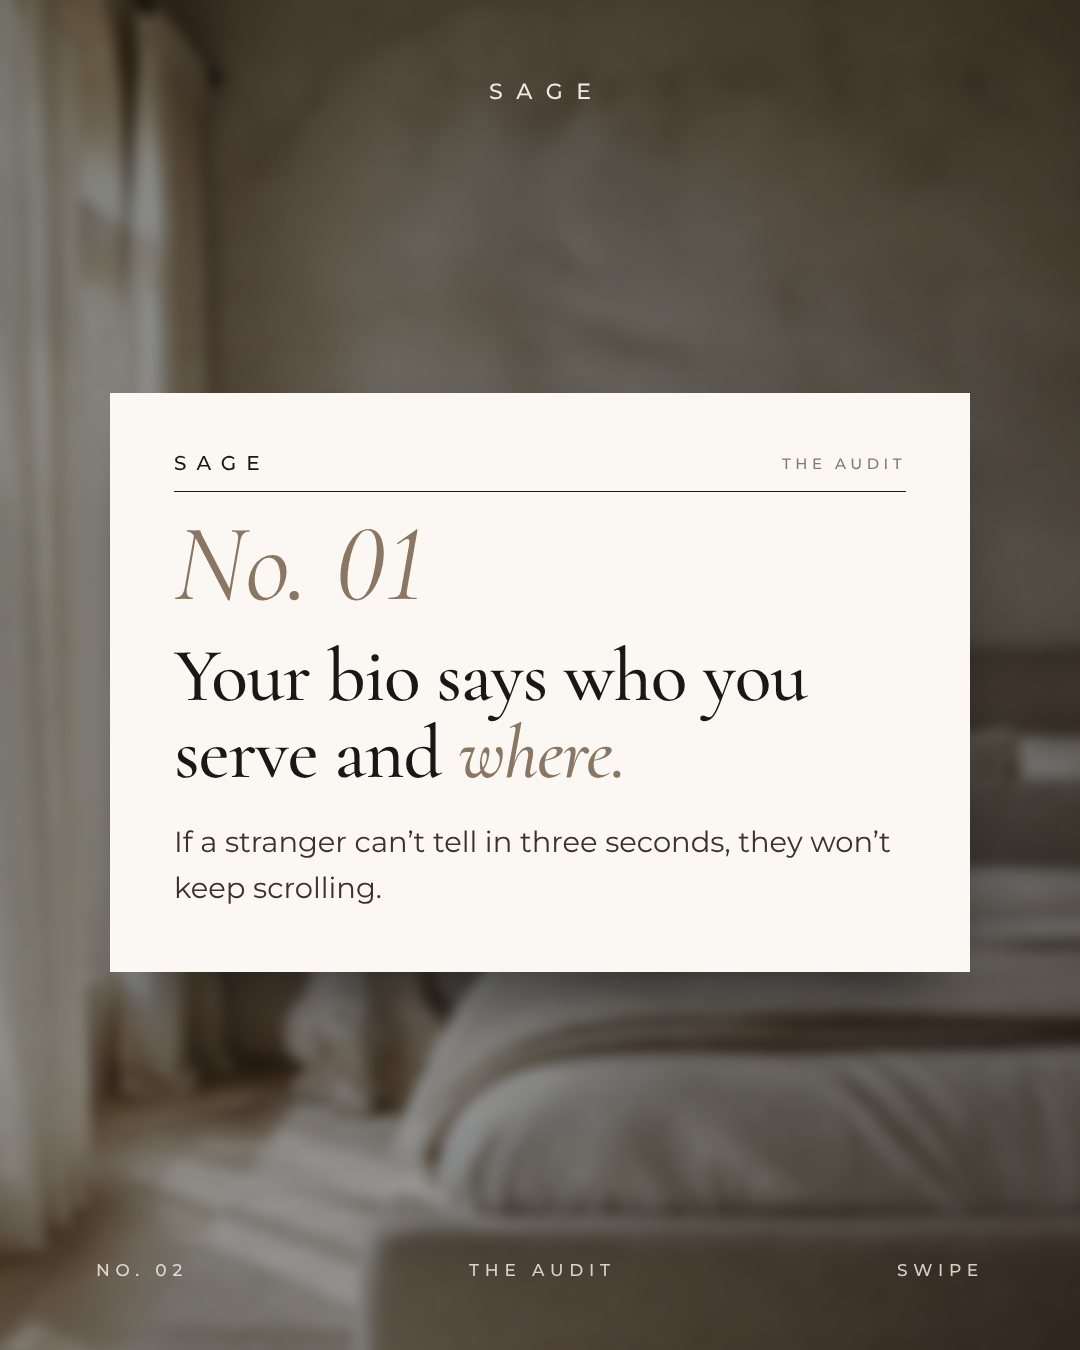 SAGE
SAGE
THE AUDIT
No. 01
Your bio says who you
serve and where.
If a stranger can’t tell in three seconds, they won’t
keep scrolling.
NO. 02
THE AUDIT
SWIPE